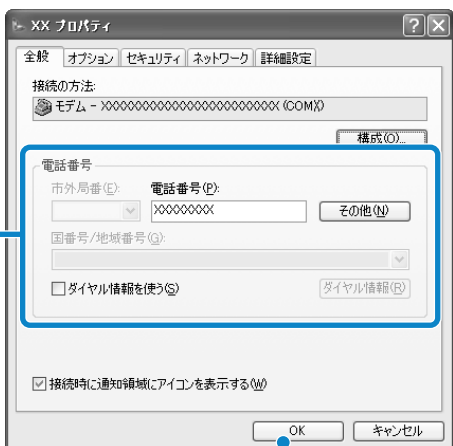 XX プロパティ
全般 オプション セキュリティ ネットワーク 詳細設定
接続の方法:
モデム - XXXXXXXXXXXXXXXXXXXXXXXX (COMX)
構成(O)...
電話番号
市外局番(E): 電話番号(P):
XXXXXXXX その他(N)
国番号/地域番号(G):
ダイヤル情報を使う(S) ダイヤル情報(R)
接続時に通知領域にアイコンを表示する(W)
OK キャンセル